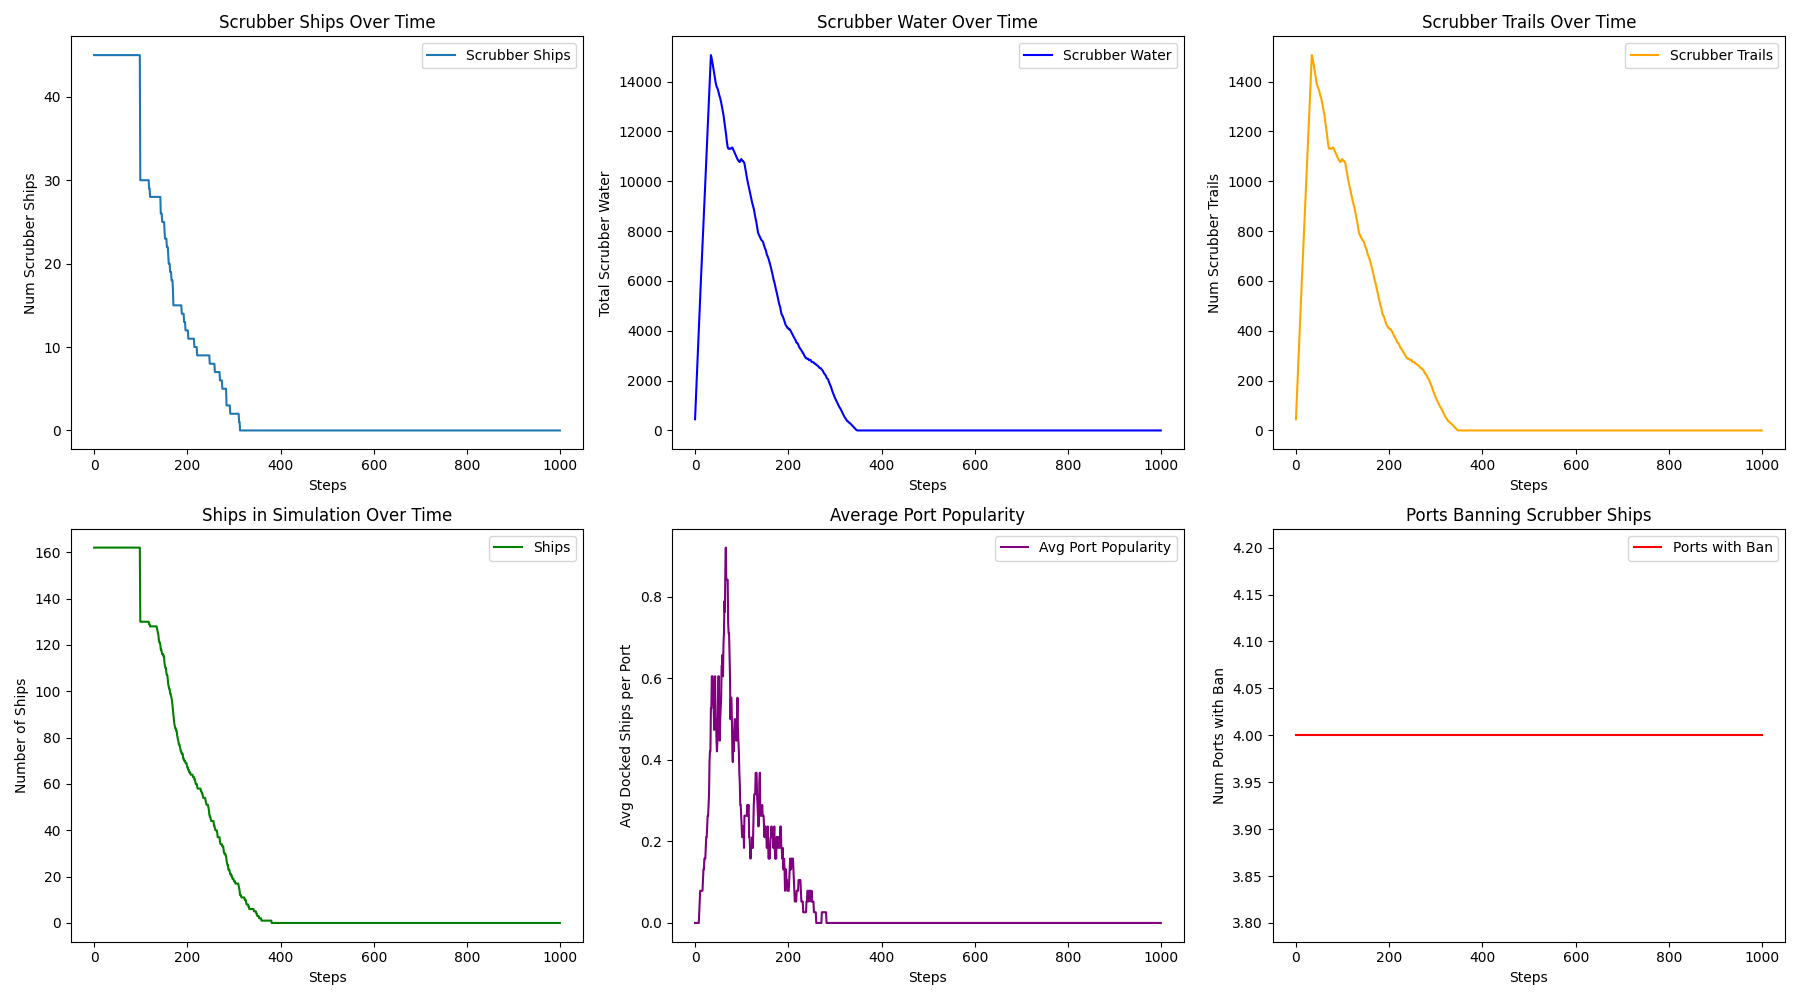 Scrubber Ships Over Time
Scrubber Ships
Num Scrubber Ships
40
30
20
10
0
0 200 400 600 800 1000
Steps
Scrubber Water Over Time
Scrubber Water
Total Scrubber Water
14000
12000
10000
8000
6000
4000
2000
0
0 200 400 600 800 1000
Steps
Scrubber Trails Over Time
Scrubber Trails
Num Scrubber Trails
1400
1200
1000
800
600
400
200
0
0 200 400 600 800 1000
Steps
Ships in Simulation Over Time
Ships
Number of Ships
160
140
120
100
80
60
40
20
0
0 200 400 600 800 1000
Steps
Average Port Popularity
Avg Port Popularity
Avg Docked Ships per Port
0.8
0.6
0.4
0.2
0.0
0 200 400 600 800 1000
Steps
Ports Banning Scrubber Ships
Ports with Ban
Num Ports with Ban
4.20
4.15
4.10
4.05
4.00
3.95
3.90
3.85
3.80
0 200 400 600 800 1000
Steps